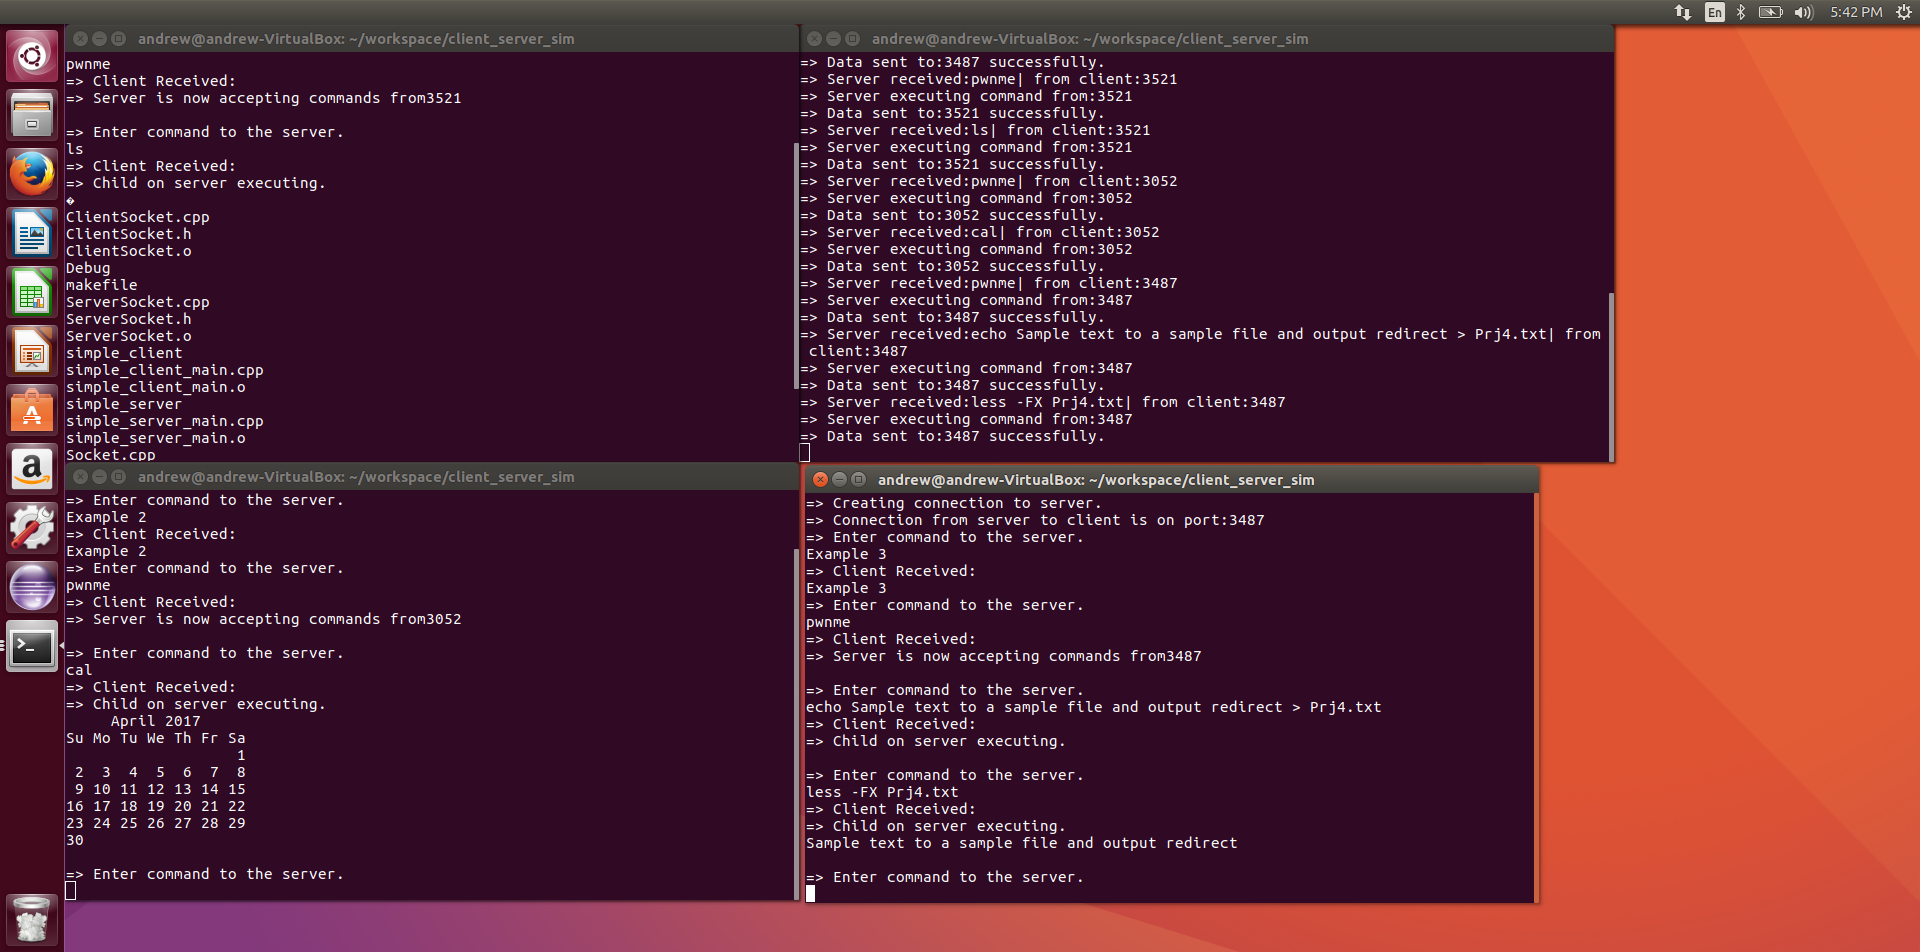 En
5:42 PM
andrew@andrew-VirtualBox: ~/workspace/client_server_sim
pwnme
=> Client Received:
=> Server is now accepting commands from3521
=> Enter command to the server.
ls
=> Client Received:
=> Child on server executing.
�
ClientSocket.cpp
ClientSocket.h
ClientSocket.o
Debug
makefile
ServerSocket.cpp
ServerSocket.h
ServerSocket.o
simple_client
simple_client_main.cpp
simple_client_main.o
simple_server
simple_server_main.cpp
simple_server_main.o
Socket.cpp
andrew@andrew-VirtualBox: ~/workspace/client_server_sim
=> Data sent to:3487 successfully.
=> Server received:pwnme| from client:3521
=> Server executing command from:3521
=> Data sent to:3521 successfully.
=> Server received:ls| from client:3521
=> Server executing command from:3521
=> Data sent to:3521 successfully.
=> Server received:pwnme| from client:3052
=> Server executing command from:3052
=> Data sent to:3052 successfully.
=> Server received:cal| from client:3052
=> Server executing command from:3052
=> Data sent to:3052 successfully.
=> Server received:pwnme| from client:3487
=> Server executing command from:3487
=> Data sent to:3487 successfully.
=> Server received:echo Sample text to a sample file and output redirect > Prj4.txt| from
 client:3487
=> Server executing command from:3487
=> Data sent to:3487 successfully.
=> Server received:less -FX Prj4.txt| from client:3487
=> Server executing command from:3487
=> Data sent to:3487 successfully.
andrew@andrew-VirtualBox: ~/workspace/client_server_sim
=> Enter command to the server.
Example 2
=> Client Received:
Example 2
=> Enter command to the server.
pwnme
=> Client Received:
=> Server is now accepting commands from3052
=> Enter command to the server.
cal
=> Client Received:
=> Child on server executing.
     April 2017
Su Mo Tu We Th Fr Sa
                   1
 2  3  4  5  6  7  8
 9 10 11 12 13 14 15
16 17 18 19 20 21 22
23 24 25 26 27 28 29
30
=> Enter command to the server.
andrew@andrew-VirtualBox: ~/workspace/client_server_sim
=> Creating connection to server.
=> Connection from server to client is on port:3487
=> Enter command to the server.
Example 3
=> Client Received:
Example 3
=> Enter command to the server.
pwnme
=> Client Received:
=> Server is now accepting commands from3487
=> Enter command to the server.
echo Sample text to a sample file and output redirect > Prj4.txt
=> Client Received:
=> Child on server executing.
=> Enter command to the server.
less -FX Prj4.txt
=> Client Received:
=> Child on server executing.
Sample text to a sample file and output redirect
=> Enter command to the server.